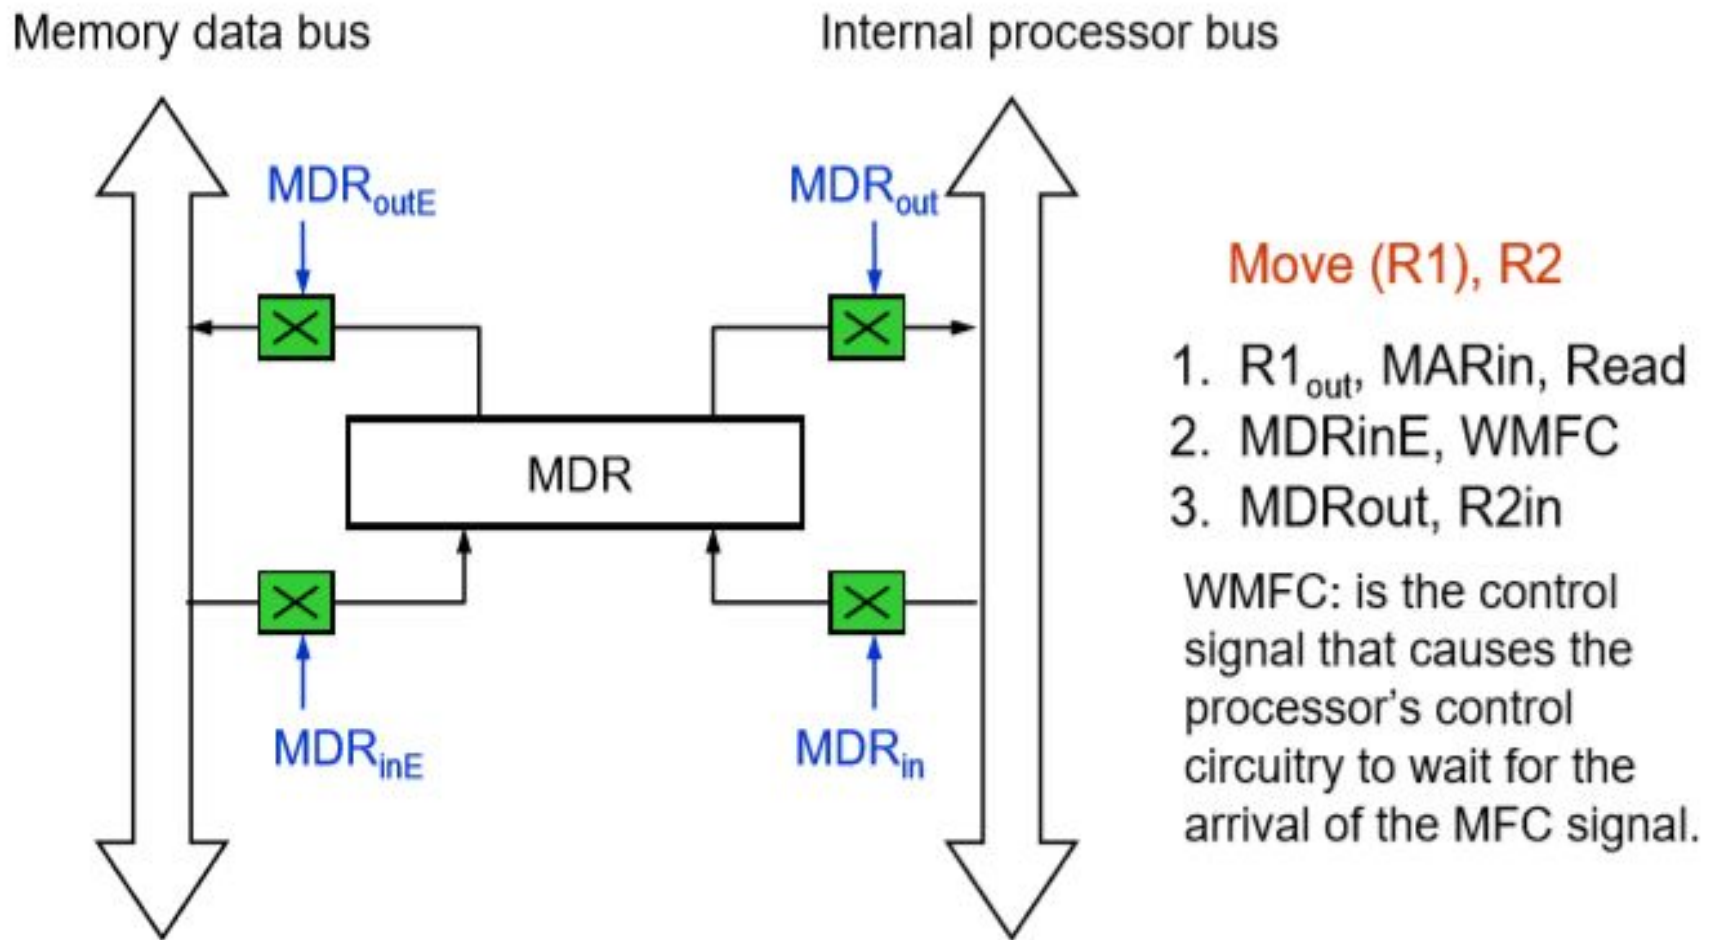 Memory data bus
Internal processor bus
MDRoutE
MDRout
MDR
MDRinE
MDRin
Move (R1), R2
1. R1out, MARin, Read
2. MDRinE, WMFC
3. MDRout, R2in
WMFC: is the control
signal that causes the
processor’s control
circuitry to wait for the
arrival of the MFC signal.